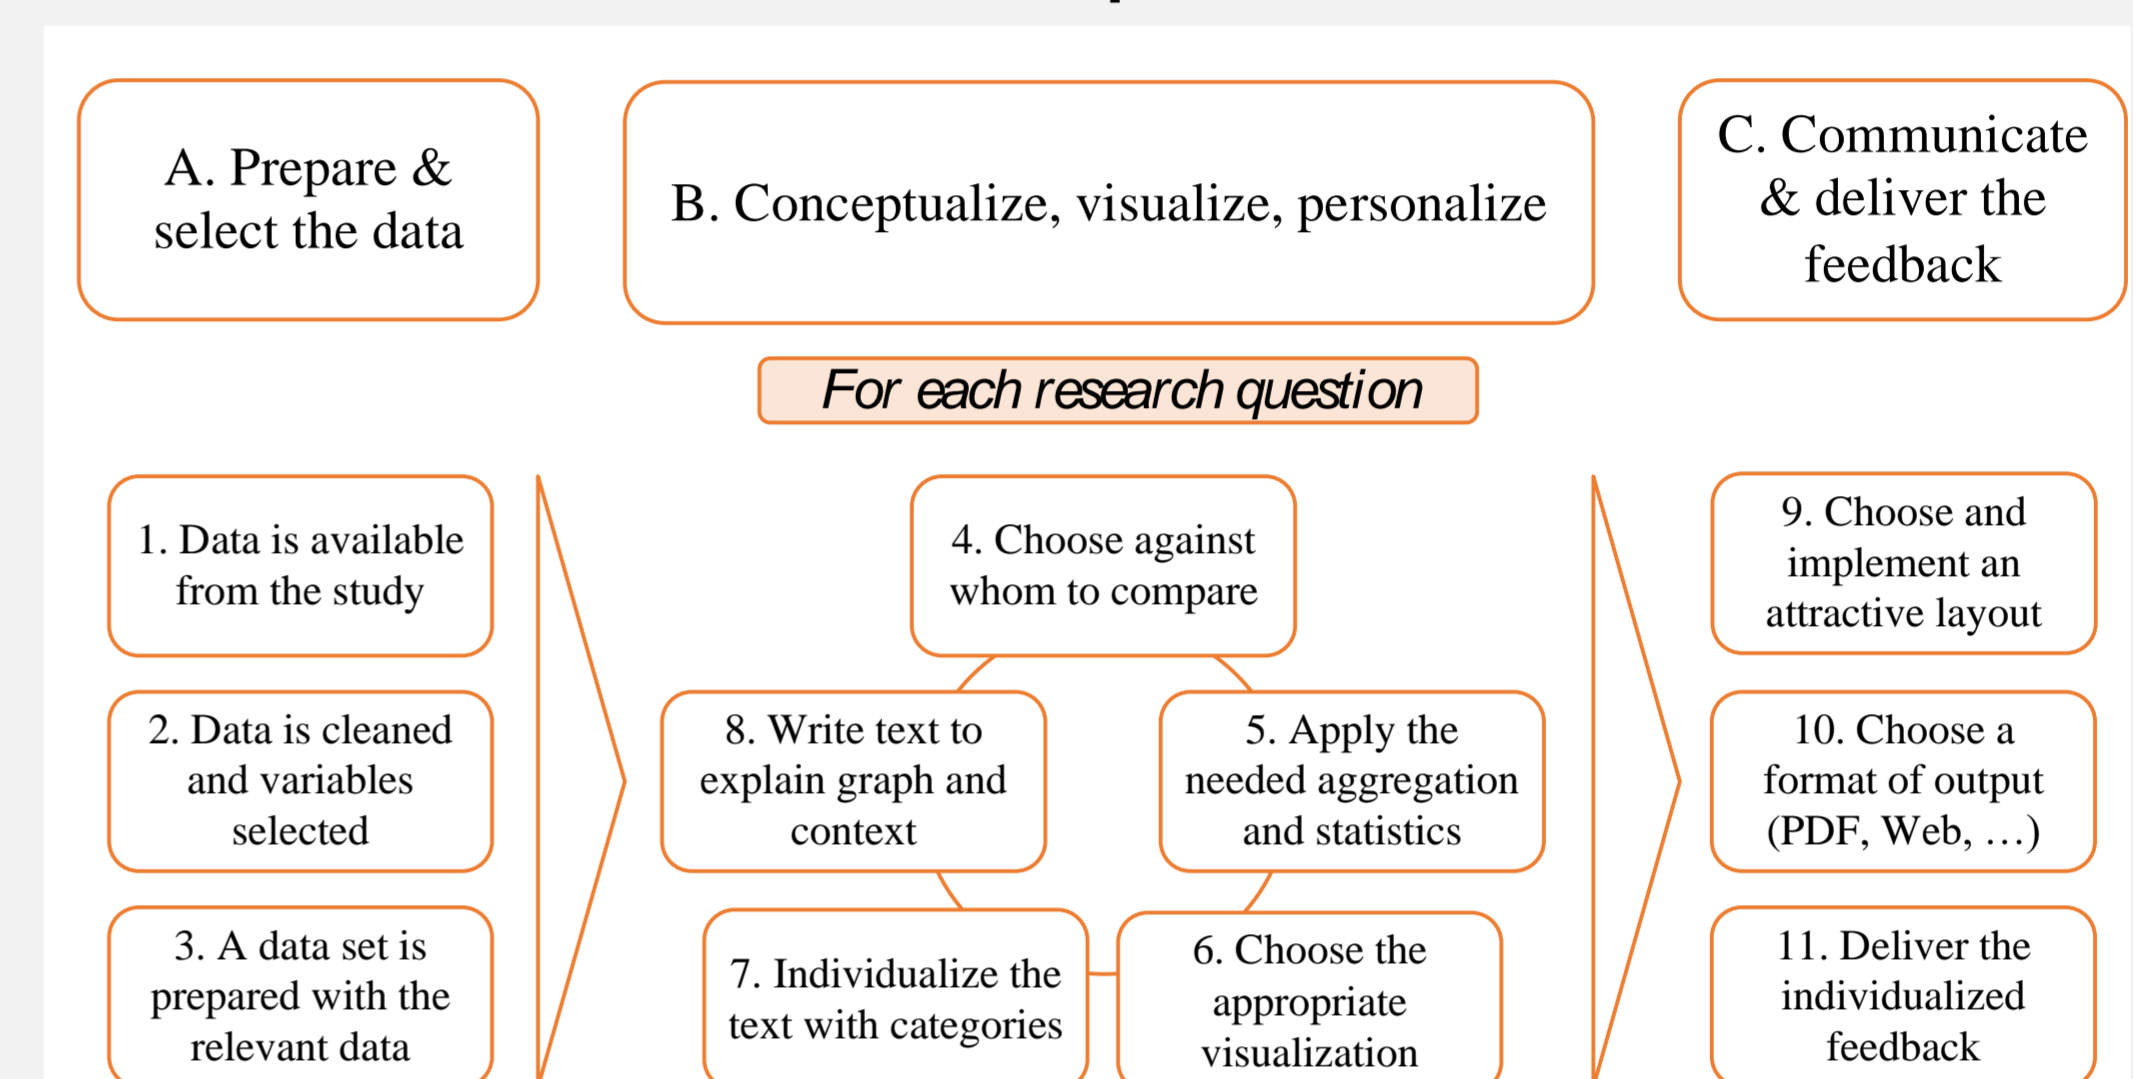 A. Prepare &
select the data
B. Conceptualize, visualize, personalize
C. Communicate
& deliver the
feedback
For each research question
1. Data is available
from the study
2. Data is cleaned
and variables
selected
3. A data set is
prepared with the
relevant data
4. Choose against
whom to compare
5. Apply the
needed aggregation
and statistics
6. Choose the
appropriate
visualization
7. Individualize the
text with categories
8. Write text to
explain graph and
context
9. Choose and
implement an
attractive layout
10. Choose a
format of output
(PDF, Web, …)
11. Deliver the
individualized
feedback